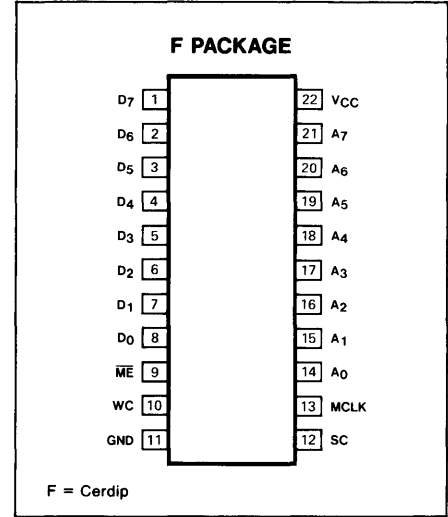 F PACKAGE
D7 1 22 VCC
D6 2 21 A7
D5 3 20 A6
D4 4 19 A5
D3 5 18 A4
D2 6 17 A3
D1 7 16 A2
D0 8 15 A1
M̅E̅ 9 14 A0
WC 10 13 MCLK
GND 11 12 SC
F = Cerdip